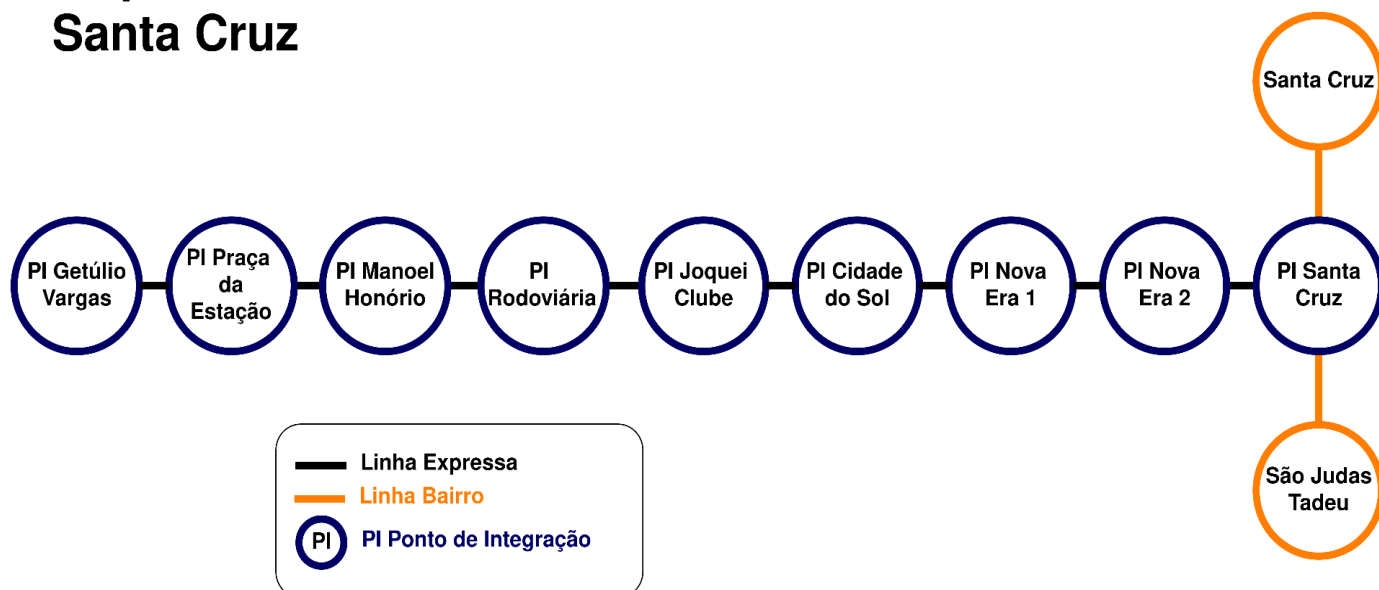 Santa Cruz
Santa Cruz
PI Getúlio
Vargas
PI Praça
da
Estação
PI Manoel
Honório
PI
Rodoviária
PI Joquei
Clube
PI Cidade
do Sol
PI Nova
Era 1
PI Nova
Era 2
PI Santa
Cruz
São Judas
Tadeu
Linha Expressa
Linha Bairro
PI
PI Ponto de Integração